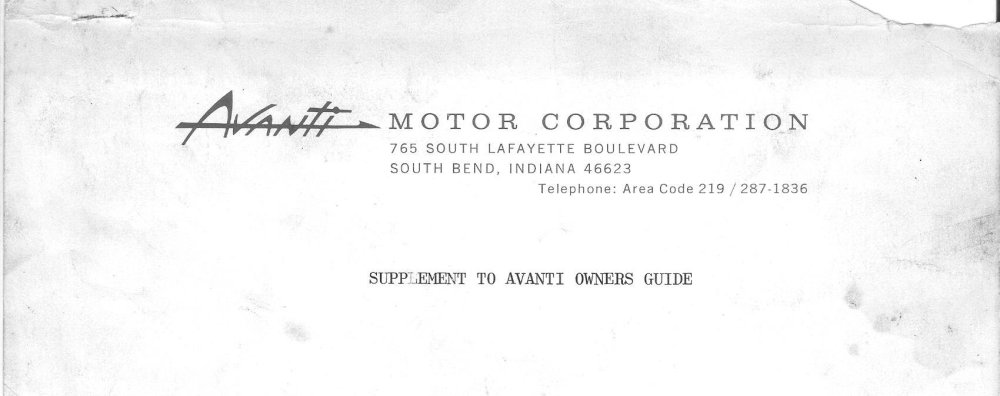 Avanti MOTOR CORPORATION
765 SOUTH LAFAYETTE BOULEVARD
SOUTH BEND, INDIANA 46623
Telephone: Area Code 219 / 287-1836
SUPPLEMENT TO AVANTI OWNERS GUIDE